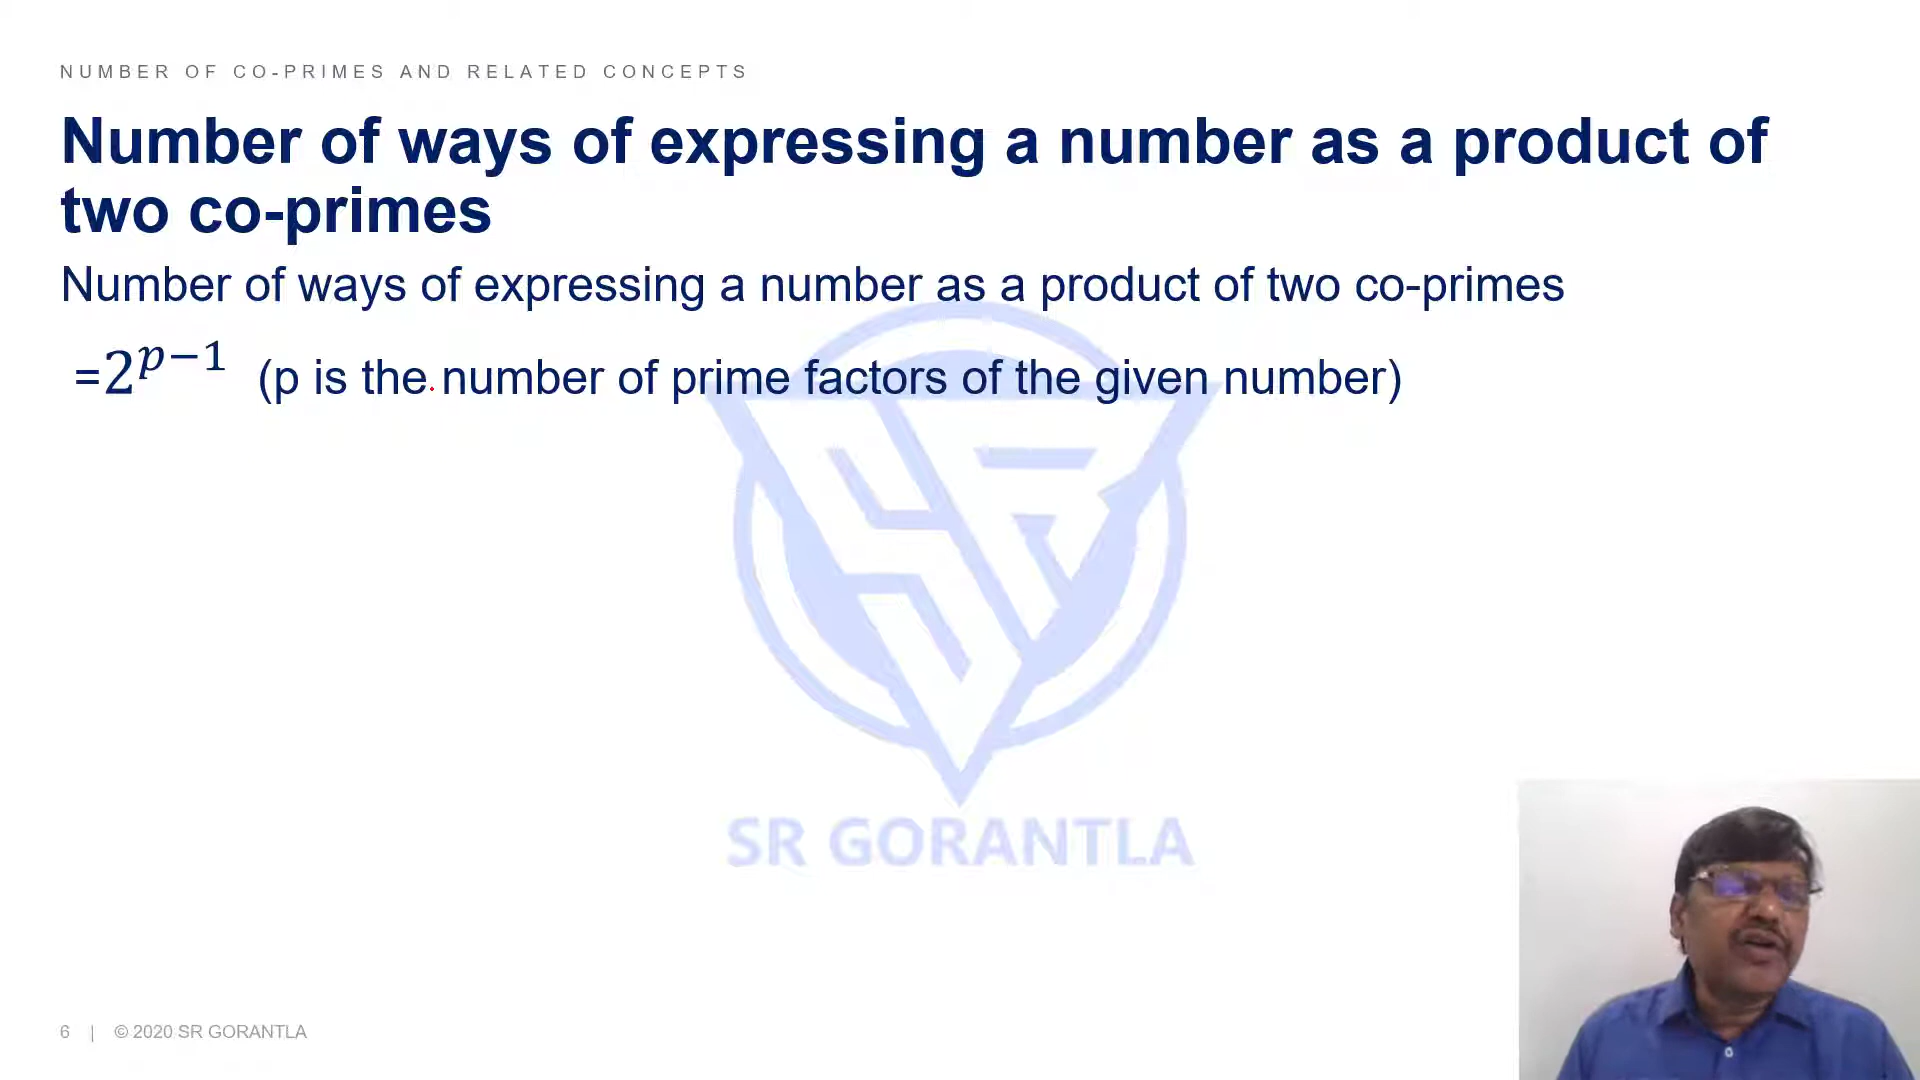 NUMBER OF CO-PRIMES AND RELATED CONCEPTS
Number of ways of expressing a number as a product of
two co-primes
Number of ways of expressing a number as a product of two co-primes
=2^{p−1} (p is the number of prime factors of the given number)
SR GORANTLA
6 | © 2020 SR GORANTLA